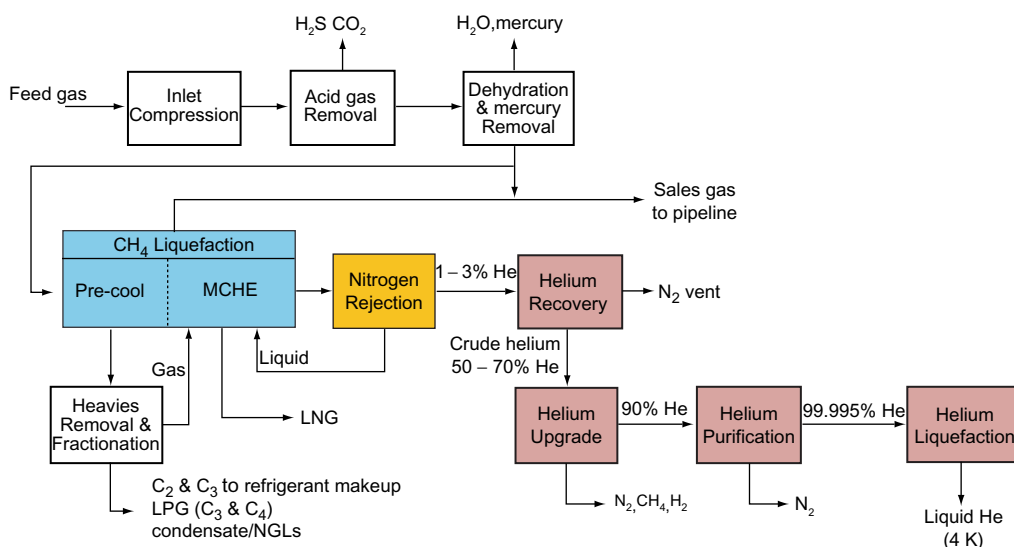 H₂S CO₂
H₂O,mercury
Feed gas
Inlet
Compression
Acid gas
Removal
Dehydration
& mercury
Removal
Sales gas
to pipeline
CH₄ Liquefaction
Pre-cool
MCHE
Nitrogen
Rejection
1 – 3% He
Helium
Recovery
N₂ vent
Liquid
Gas
Crude helium
50 – 70% He
Heavies
Removal &
Fractionation
LNG
Helium
Upgrade
90% He
Helium
Purification
99.995% He
Helium
Liquefaction
C₂ & C₃ to refrigerant makeup
LPG (C₃ & C₄)
condensate/NGLs
N₂,CH₄,H₂
N₂
Liquid He
(4 K)